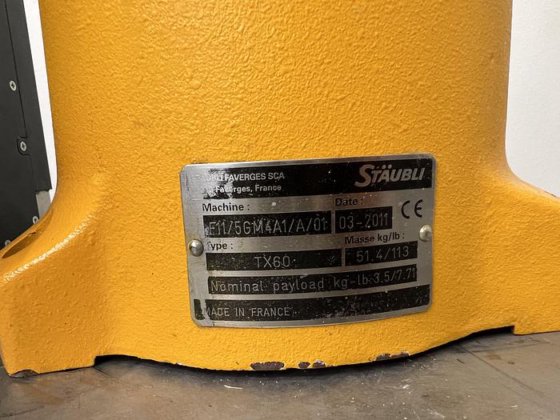 FAVERGES SCA
Faverges, France
STÄUBLI
Machine : Date :
F11/5GM4A1/A/01 03-2011 CE
Type : Masse kg/lb :
TX60 51.4/113
Nominal payload kg-lb 3.5/7.71
MADE IN FRANCE